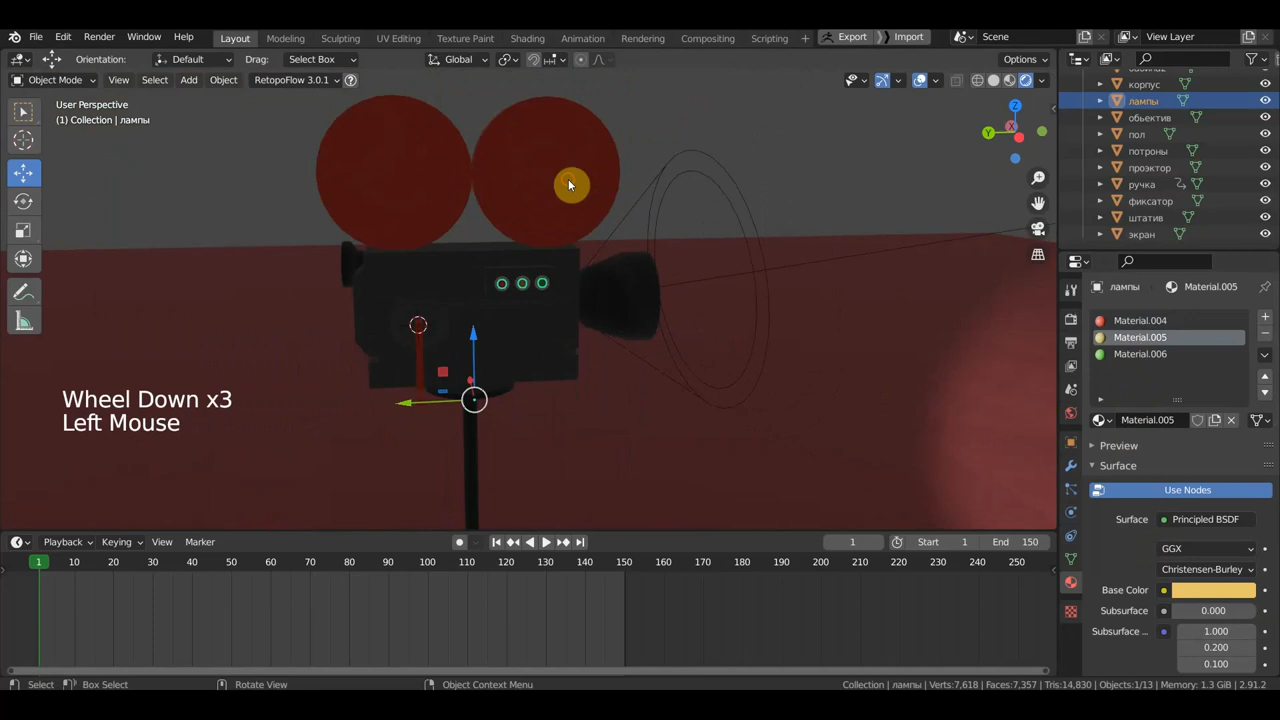 File Edit Render Window Help Layout Modeling Sculpting UV Editing Texture Paint Shading Animation Rendering Compositing Scripting + Export Import Scene View Layer
Orientation: Default Drag: Select Box Global Options
Object Mode View Select Add Object RetopoFlow 3.0.1
User Perspective
(1) Collection | лампы
X
Y
Z
корпус
лампы
обьектив
пол
потроны
проэктор
ручка
фиксатор
штатив
экран
лампы Material.005
Material.004
Material.005
Material.006
Material.005
Preview
Surface
Use Nodes
Surface Principled BSDF
GGX
Christensen-Burley
Base Color
Subsurface 0.000
Subsurface ... 1.000
0.200
0.100
Wheel Down x3
Left Mouse
Playback Keying View Marker 1 Start 1 End 150
1 10 20 30 40 50 60 70 80 90 100 110 120 130 140 150 160 170 180 190 200 210 220 230 240 250
Select Box Select Rotate View Object Context Menu Collection | лампы | Verts:7,618 | Faces:7,357 | Tris:14,830 | Objects:1/13 | Memory: 1.3 GiB | 2.91.2